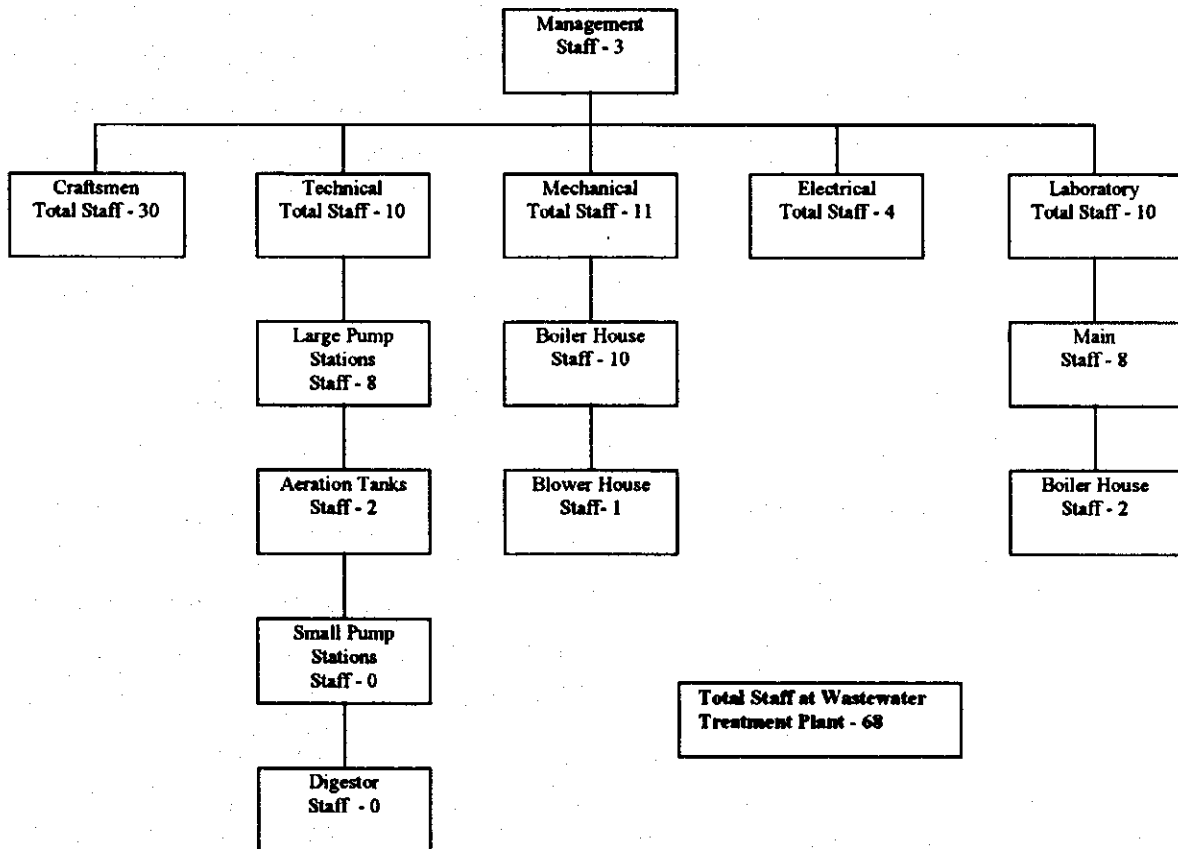 Management
Staff - 3
Craftsmen
Total Staff - 30
Technical
Total Staff - 10
Mechanical
Total Staff - 11
Electrical
Total Staff - 4
Laboratory
Total Staff - 10
Large Pump
Stations
Staff - 8
Boiler House
Staff - 10
Main
Staff - 8
Aeration Tanks
Staff - 2
Blower House
Staff- 1
Boiler House
Staff - 2
Small Pump
Stations
Staff - 0
Total Staff at Wastewater
Treatment Plant - 68
Digestor
Staff - 0